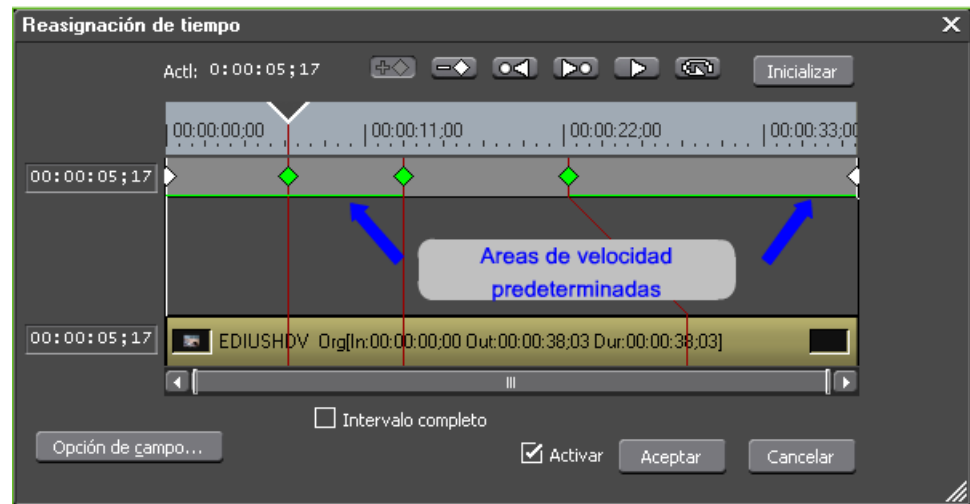 Reasignación de tiempo
Actl: 0:00:05;17
Inicializar
00:00:00;00 00:00:11;00 00:00:22;00 00:00:33;00
00:00:05;17
Areas de velocidad
predeterminadas
00:00:05;17
EDIUSHDV Org[In:00:00:00;00 Out:00:00:38;03 Dur:00:00:38;03]
Intervalo completo
Opción de campo...
Activar
Aceptar
Cancelar